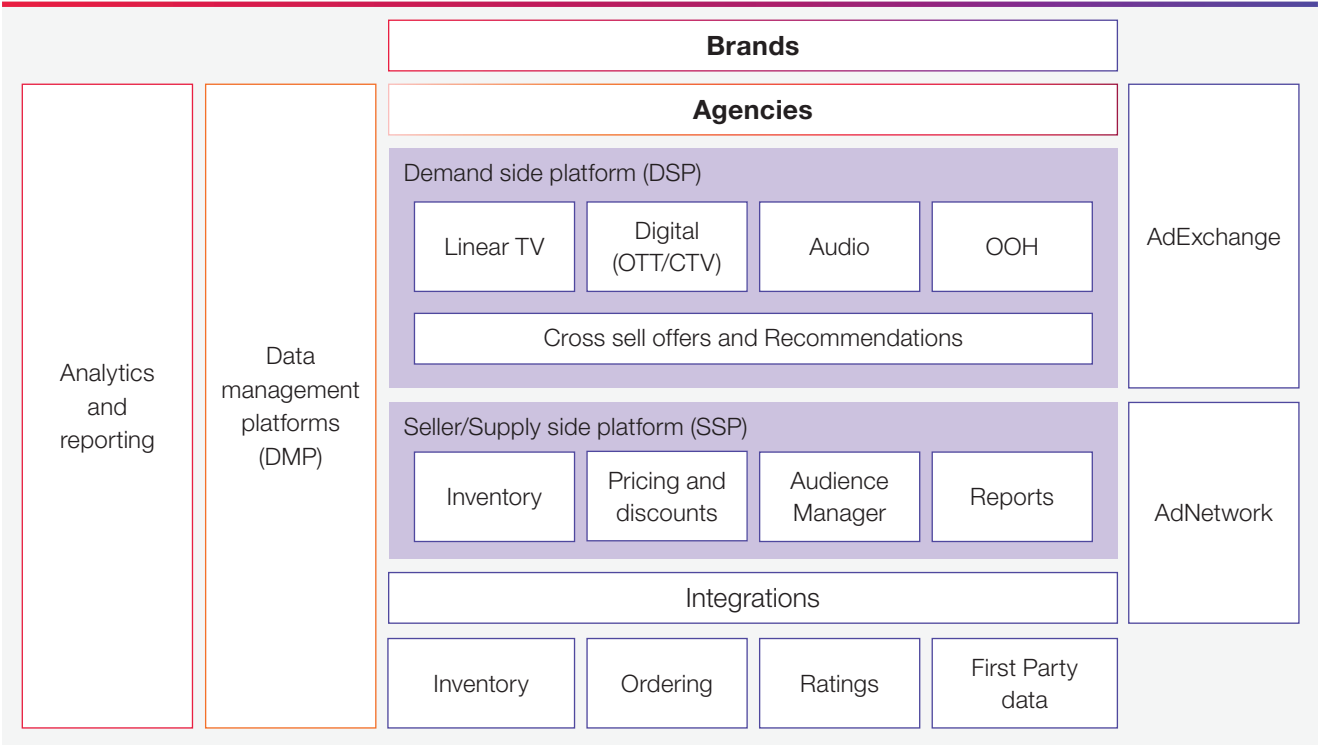 Brands
Agencies
Analytics
and
reporting
Data
management
platforms
(DMP)
Demand side platform (DSP)
Linear TV
Digital
(OTT/CTV)
Audio
OOH
Cross sell offers and Recommendations
AdExchange
Seller/Supply side platform (SSP)
Inventory
Pricing and
discounts
Audience
Manager
Reports
AdNetwork
Integrations
Inventory
Ordering
Ratings
First Party
data